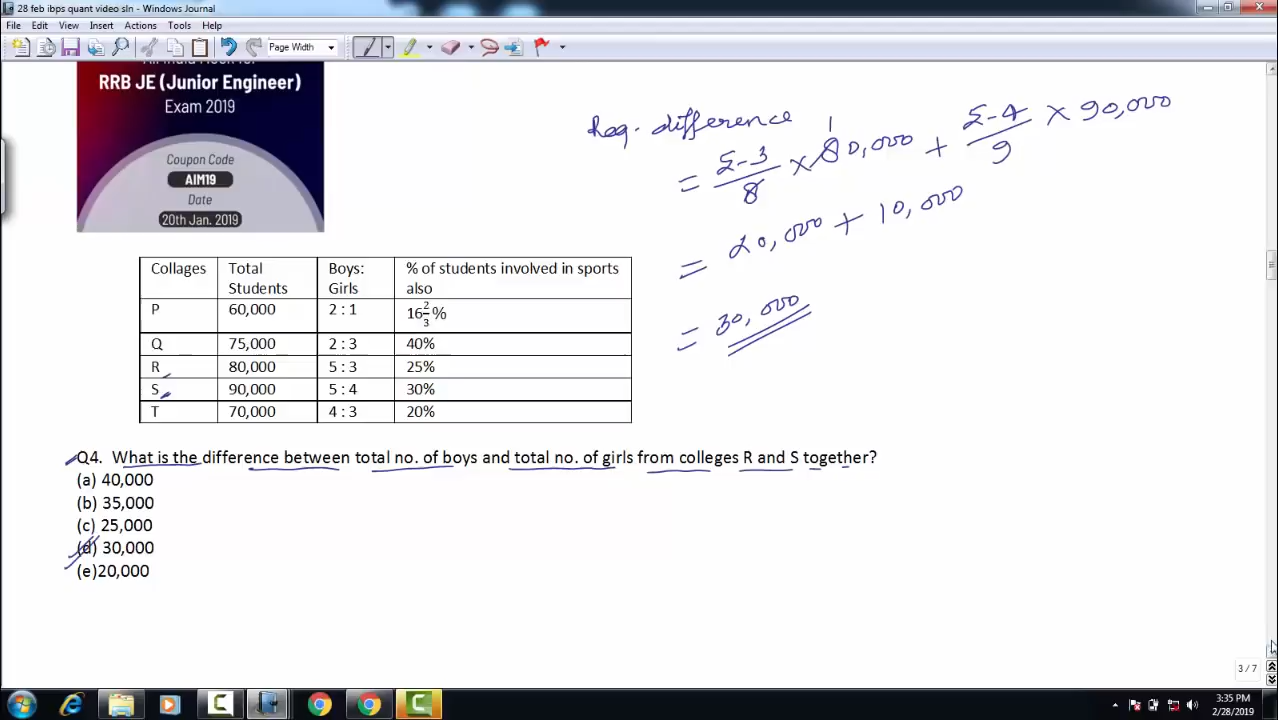 28 feb ibps quant video sln - Windows Journal
File Edit View Insert Actions Tools Help
Page Width
RRB JE (Junior Engineer)
Exam 2019
Coupon Code
AIM19
Date
20th Jan. 2019
Req. difference
= 5-3/8 × 80,000 + 5-4/9 × 90,000
1
= 20,000 + 10,000
= 30,000
Collages Total Students Boys: Girls % of students involved in sports also
P 60,000 2 : 1 16 2/3%
Q 75,000 2 : 3 40%
R 80,000 5 : 3 25%
S 90,000 5 : 4 30%
T 70,000 4 : 3 20%
Q4. What is the difference between total no. of boys and total no. of girls from colleges R and S together?
(a) 40,000
(b) 35,000
(c) 25,000
(d) 30,000
(e)20,000
3 / 7
3:35 PM
2/28/2019